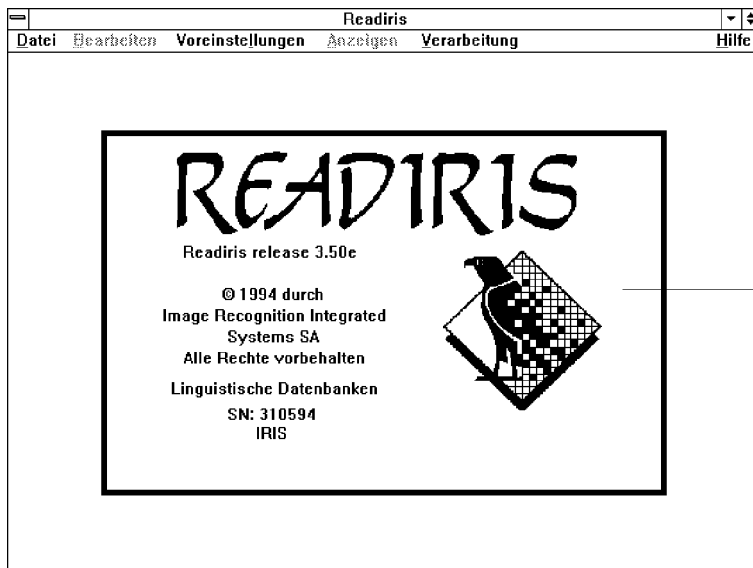 Readiris
Datei Bearbeiten Voreinstellungen Anzeigen Verarbeitung Hilfe
READIRIS
Readiris release 3.50e
© 1994 durch
Image Recognition Integrated
Systems SA
Alle Rechte vorbehalten
Linguistische Datenbanken
SN: 310594
IRIS